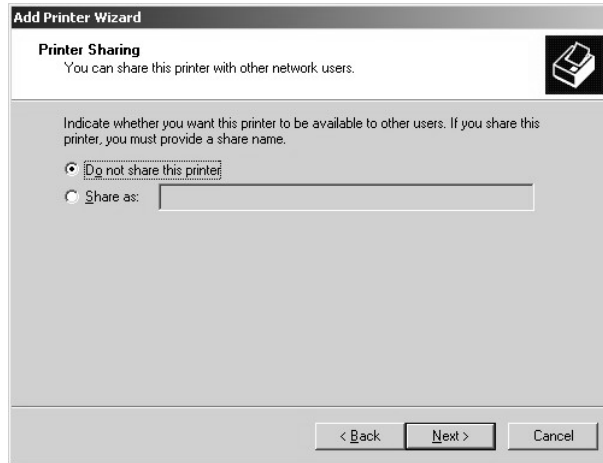 Add Printer Wizard
Printer Sharing
You can share this printer with other network users.
Indicate whether you want this printer to be available to other users. If you share this
printer, you must provide a share name.
Do not share this printer
Share as:
< Back Next > Cancel